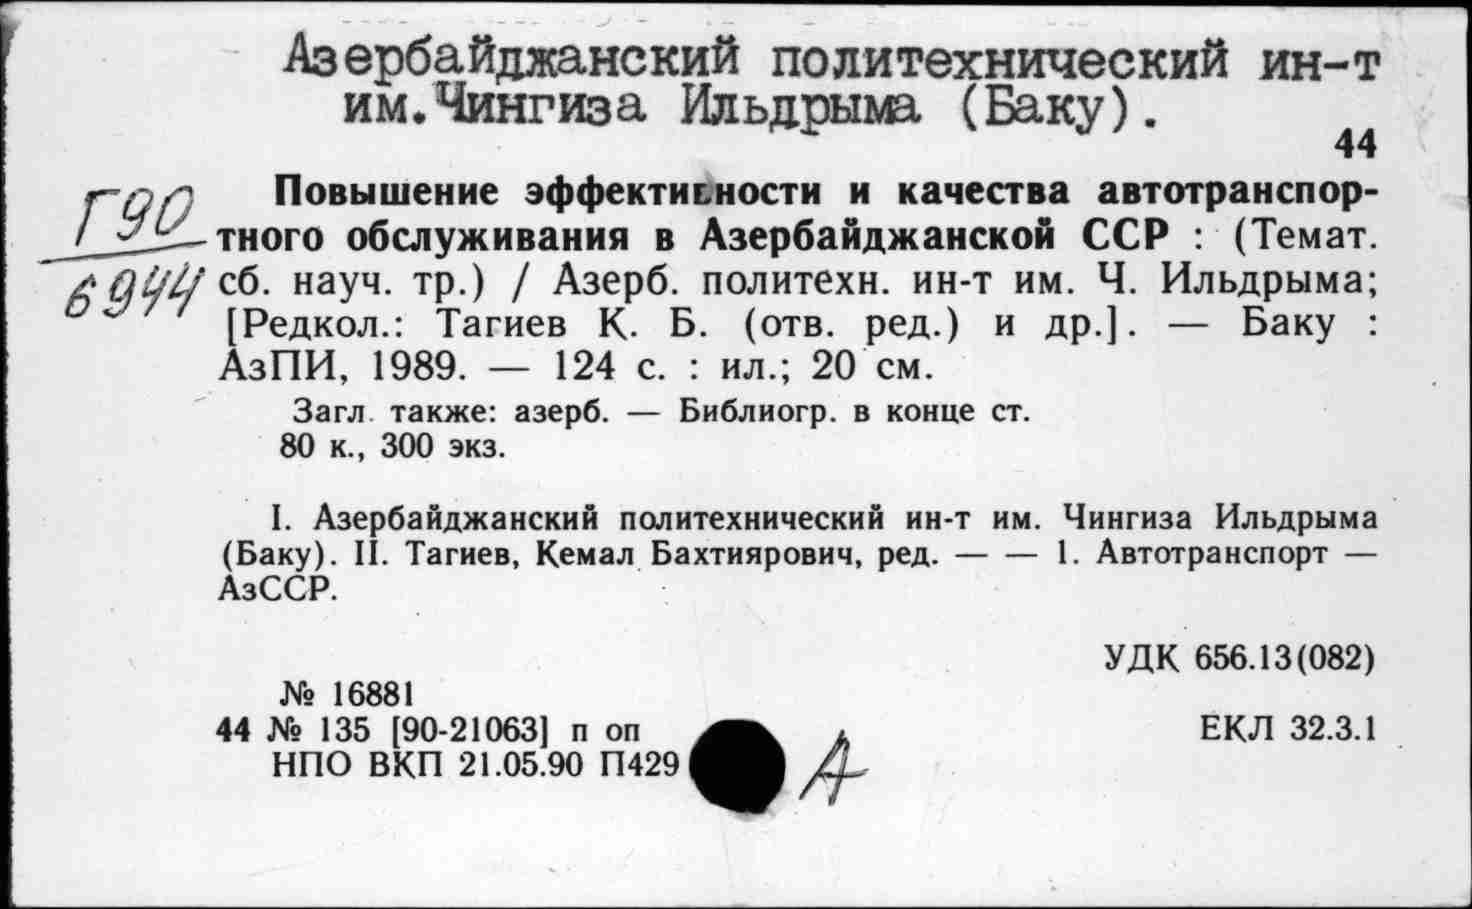 Азербайджанский политехнический ин-т
им.Чингиза Ильдрыма (Баку).
44
Г90
6944
Повышение эффективности и качества автотранспор-
тного обслуживания в Азербайджанской ССР : (Темат.
сб. науч. тр.) / Азерб. политехн. ин-т им. Ч. Ильдрыма;
[Редкол.: Тагиев К. Б. (отв. ред.) и др.]. — Баку :
АзПИ, 1989. — 124 с. : ил.; 20 см.
Загл. также: азерб. — Библиогр. в конце ст.
80 к., 300 экз.
I. Азербайджанский политехнический ин-т им. Чингиза Ильдрыма
(Баку). II. Тагиев, Кемал Бахтиярович, ред. — — 1. Автотранспорт —
АзССР.
УДК 656.13(082)
№ 16881
44 № 135 [90-21063] п оп
ЕКЛ 32.3.1
НПО ВКП 21.05.90 П429
А